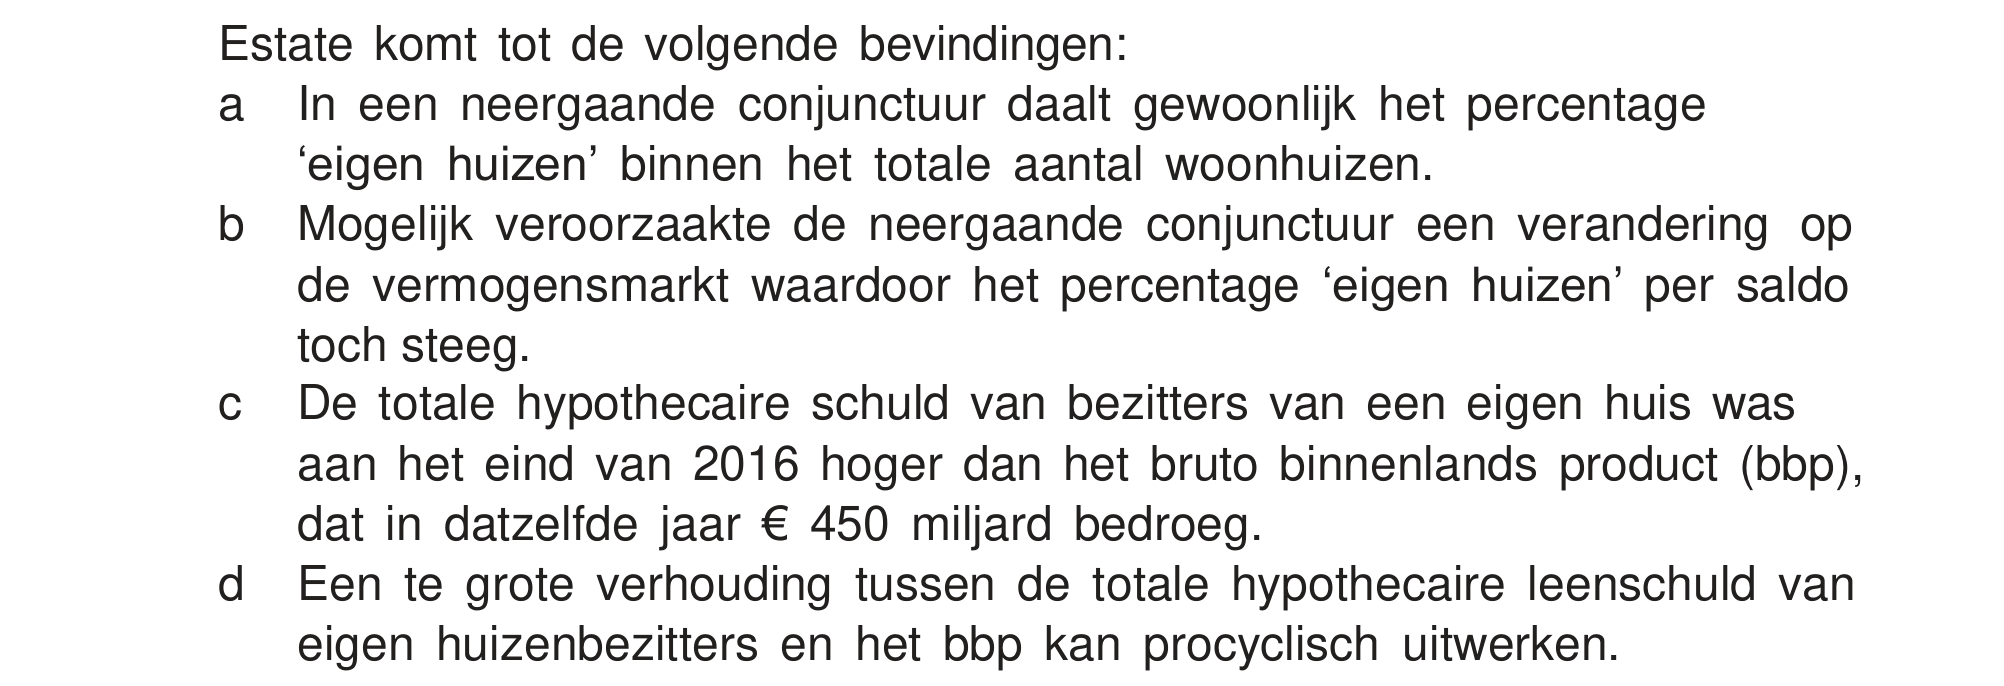 Estate komt tot de volgende bevindingen:
a In een neergaande conjunctuur daalt gewoonlijk het percentage
‘eigen huizen’ binnen het totale aantal woonhuizen.
b Mogelijk veroorzaakte de neergaande conjunctuur een verandering op
de vermogensmarkt waardoor het percentage ‘eigen huizen’ per saldo
toch steeg.
c De totale hypothecaire schuld van bezitters van een eigen huis was
aan het eind van 2016 hoger dan het bruto binnenlands product (bbp),
dat in datzelfde jaar € 450 miljard bedroeg.
d Een te grote verhouding tussen de totale hypothecaire leenschuld van
eigen huizenbezitters en het bbp kan procyclisch uitwerken.